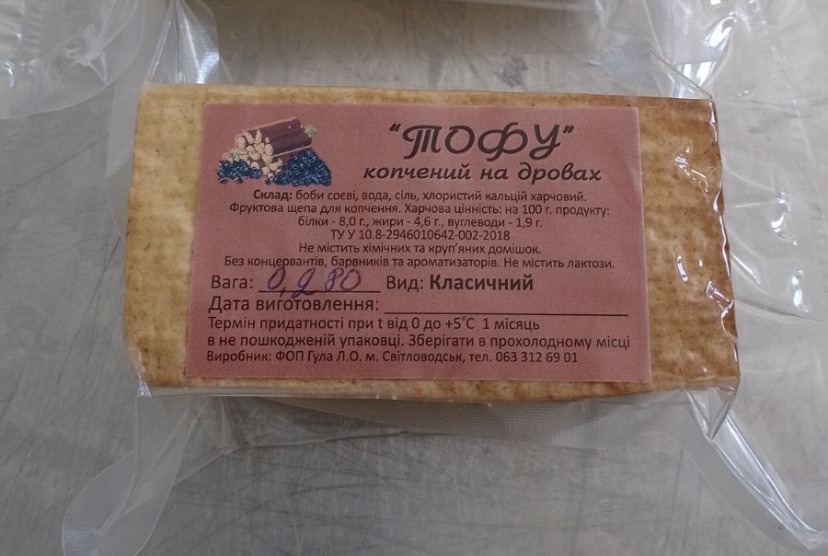 "ТОФУ"
копчений на дровах
Склад: боби соєві, вода, сіль, хлористий кальцій харчовий.
Фруктова щепа для копчення. Харчова цінність: на 100 г. продукту:
білки - 8,0 г., жири - 4,6 г., вуглеводи - 1,9 г.
ТУ У 10.8-2946010642-002-2018
Не містить хімічних та круп'яних домішок.
Без консервантів, барвників та ароматизаторів. Не містить лактози.
Вага: 0,280 Вид: Класичний
Дата виготовлення:
Термін придатності при t від 0 до +5°С 1 місяць
в не пошкодженій упаковці. Зберігати в прохолодному місці
Виробник: ФОП Гула Л.О. м. Світловодськ, тел. 063 312 69 01